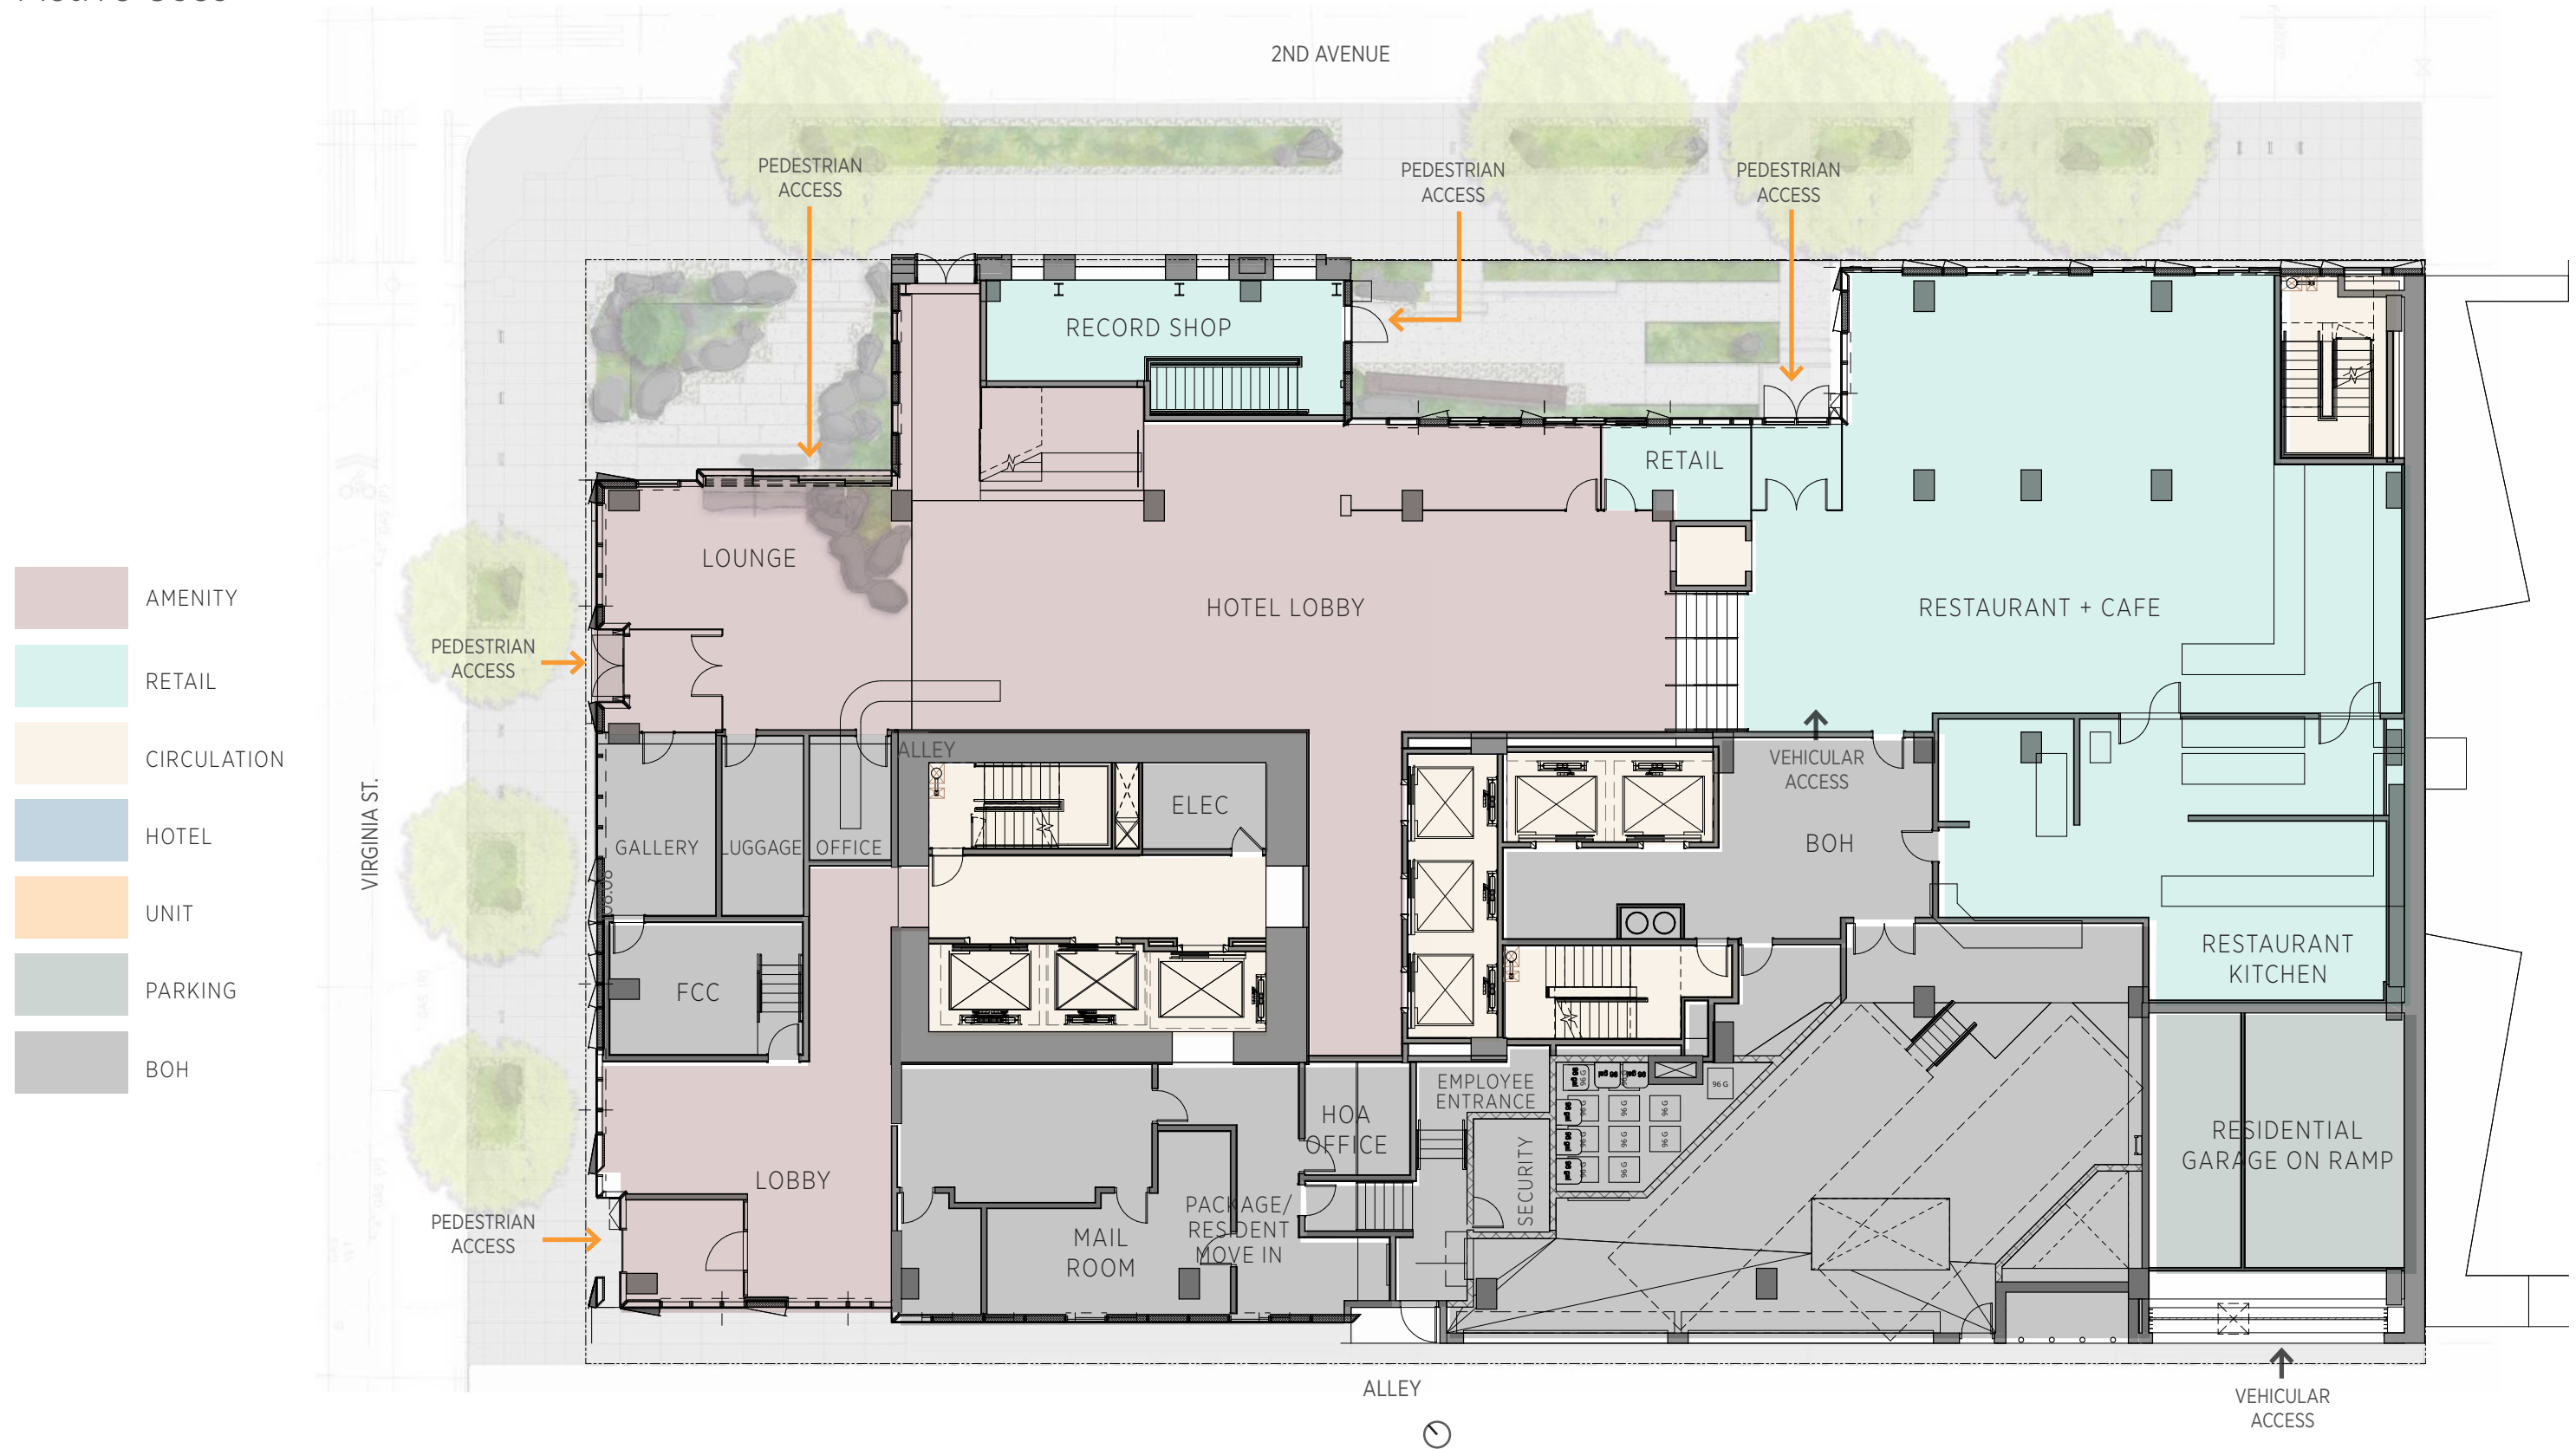 2ND AVENUE
PEDESTRIAN
ACCESS
PEDESTRIAN
ACCESS
PEDESTRIAN
ACCESS
RECORD SHOP
RETAIL
LOUNGE
HOTEL LOBBY
RESTAURANT + CAFE
AMENITY
RETAIL
CIRCULATION
HOTEL
UNIT
PARKING
BOH
PEDESTRIAN
ACCESS
VIRGINIA ST.
ALLEY
VEHICULAR
ACCESS
ELEC
GALLERY
LUGGAGE
OFFICE
BOH
FCC
RESTAURANT
KITCHEN
EMPLOYEE
ENTRANCE
HOA
OFFICE
SECURITY
96 G
RESIDENTIAL
GARAGE ON RAMP
LOBBY
PACKAGE/
RESIDENT
MOVE IN
MAIL
ROOM
PEDESTRIAN
ACCESS
ALLEY
VEHICULAR
ACCESS